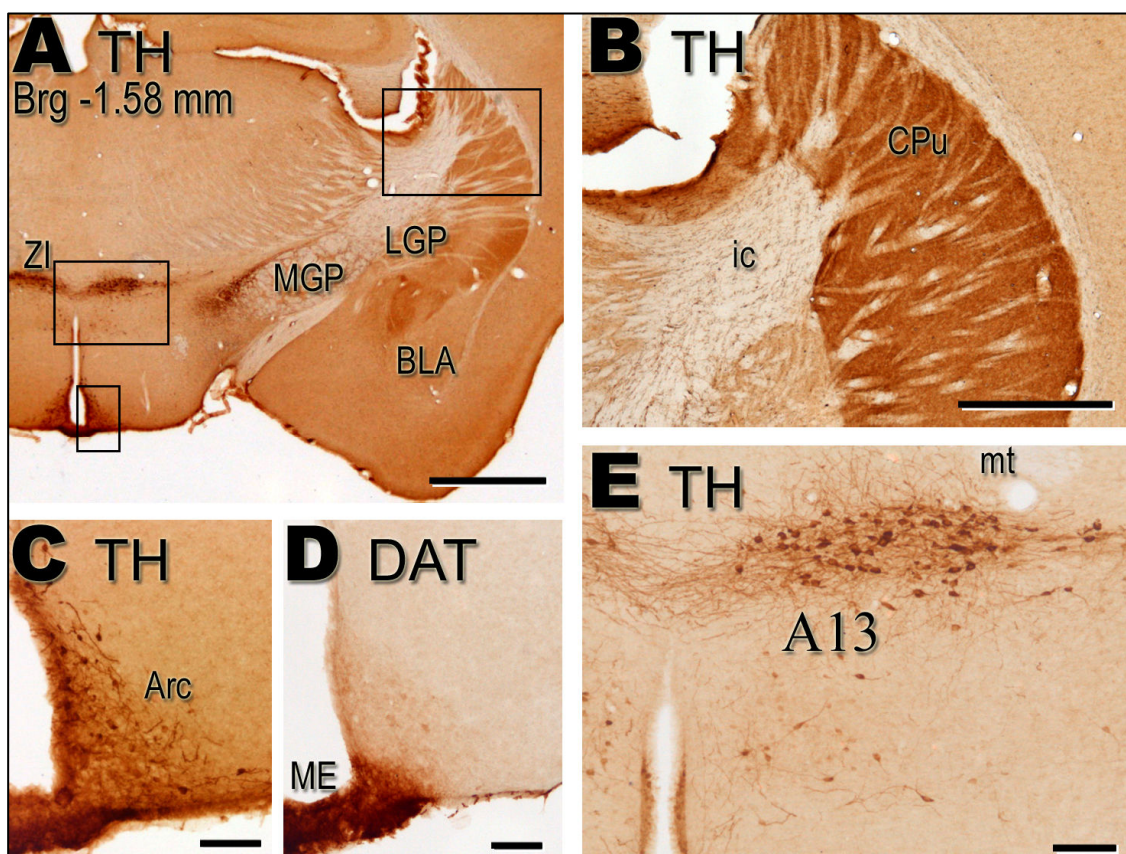 A TH
Brg -1.58 mm
ZI
LGP
MGP
BLA
B TH
CPu
ic
C TH
Arc
D DAT
ME
E TH
mt
A13